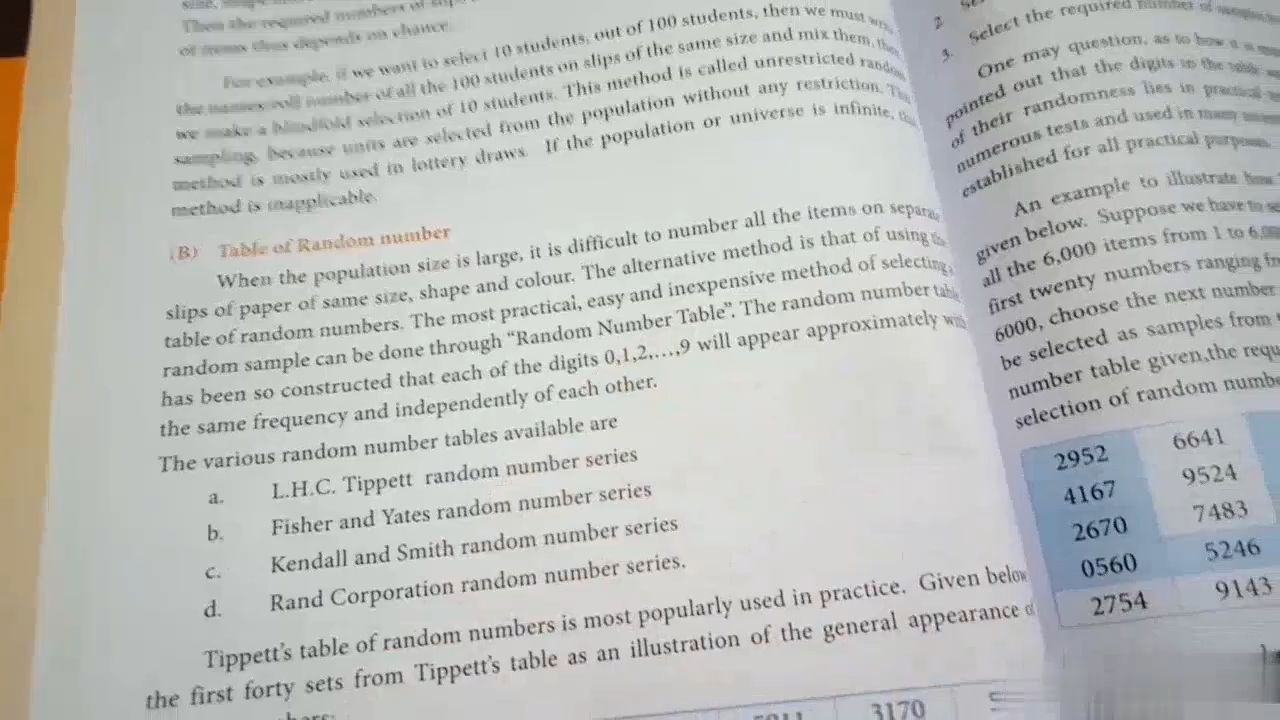 Then the required numbers of slips
of items thus depends on chance.
For example, if we want to select 10 students, out of 100 students, then we must
the names/roll number of all the 100 students on slips of the same size and mix them, then
we make a blindfold selection of 10 students. This method is called unrestricted random
sampling, because units are selected from the population without any restriction. This
method is mostly used in lottery draws. If the population or universe is infinite, this
method is inapplicable.
(B) Table of Random number
When the population size is large, it is difficult to number all the items on separate
slips of paper of same size, shape and colour. The alternative method is that of using
table of random numbers. The most practical, easy and inexpensive method of selecting
random sample can be done through “Random Number Table”. The random number table
has been so constructed that each of the digits 0,1,2,...,9 will appear approximately with
the same frequency and independently of each other.
The various random number tables available are
a. L.H.C. Tippett random number series
b. Fisher and Yates random number series
c. Kendall and Smith random number series
d. Rand Corporation random number series.
Tippett’s table of random numbers is most popularly used in practice. Given below
the first forty sets from Tippett’s table as an illustration of the general appearance
3170
2
3. Select the required number of
One may question, as to how it is
pointed out that the digits in the table
of their randomness lies in practical
numerous tests and used in many
established for all practical purposes.
An example to illustrate how
given below. Suppose we have to
all the 6,000 items from 1 to
first twenty numbers ranging
6000, choose the next number
be selected as samples from
number table given,the
selection of random
2952 6641
4167 9524
2670 7483
0560 5246
2754 9143